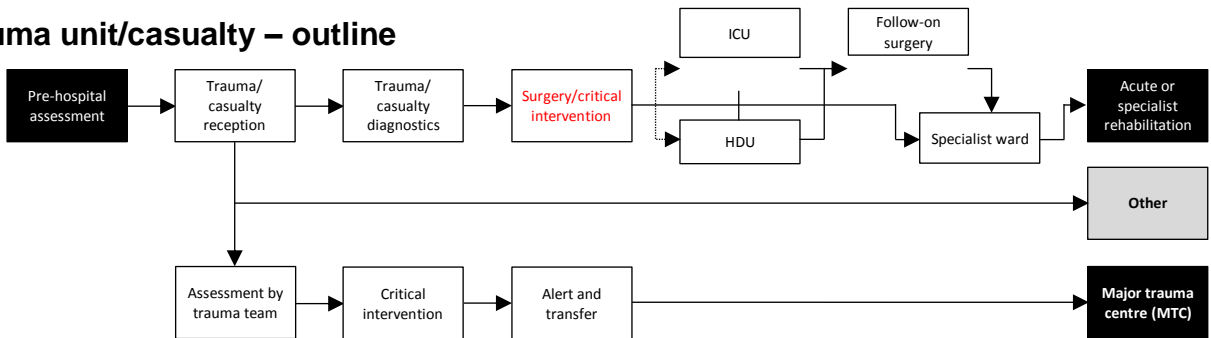 uma unit/casualty – outline
ICU
Follow-on
surgery
Pre-hospital
assessment
Trauma/
casualty
reception
Trauma/
casualty
diagnostics
Surgery/critical
intervention
HDU
Specialist ward
Acute or
specialist
rehabilitation
Other
Assessment by
trauma team
Critical
intervention
Alert and
transfer
Major trauma
centre (MTC)